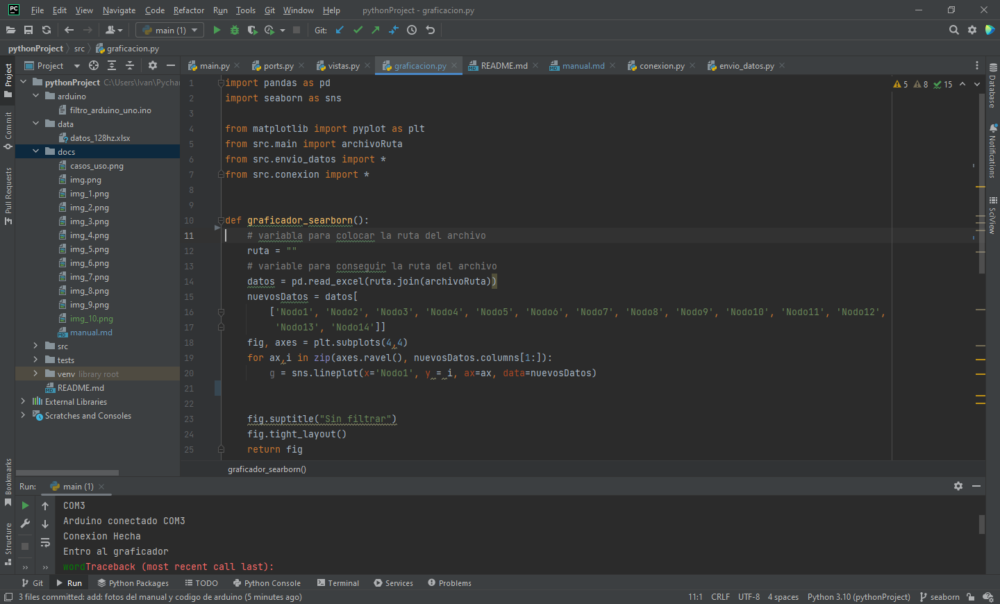 PC File Edit View Navigate Code Refactor Run Tools Git Window Help pythonProject - graficacion.py
main (1) Git:
pythonProject src graficacion.py
Project
Commit
Pull Requests
Bookmarks
Structure
Project
pythonProject C:\Users\Ivan\Pychar
arduino
filtro_arduino_uno.ino
data
datos_128hz.xlsx
docs
casos_uso.png
img.png
img_1.png
img_2.png
img_3.png
img_4.png
img_5.png
img_6.png
img_7.png
img_8.png
img_9.png
img_10.png
manual.md
src
tests
venv library root
README.md
External Libraries
Scratches and Consoles
main.py ports.py vistas.py graficacion.py README.md manual.md conexion.py envio_datos.py
5 8 15
1 import pandas as pd
2 import seaborn as sns
3
4 from matplotlib import pyplot as plt
5 from src.main import archivoRuta
6 from src.envio_datos import *
7 from src.conexion import *
8
9
10 def graficador_searborn():
11 # variabla para colocar la ruta del archivo
12 ruta = ""
13 # variable para conseguir la ruta del archivo
14 datos = pd.read_excel(ruta.join(archivoRuta))
15 nuevosDatos = datos[
16 ['Nodo1', 'Nodo2', 'Nodo3', 'Nodo4', 'Nodo5', 'Nodo6', 'Nodo7', 'Nodo8', 'Nodo9', 'Nodo10', 'Nodo11', 'Nodo12',
17 'Nodo13', 'Nodo14']]
18 fig, axes = plt.subplots(4,4)
19 for ax,i in zip(axes.ravel(), nuevosDatos.columns[1:]):
20 g = sns.lineplot(x='Nodo1', y = i, ax=ax, data=nuevosDatos)
21
22
23 fig.suptitle("Sin filtrar")
24 fig.tight_layout()
25 return fig
graficador_searborn()
Database
Notifications
SciView
Run: main (1)
COM3
Arduino conectado COM3
Conexion Hecha
Entro al graficador
wordTraceback (most recent call last):
Git Run Python Packages TODO Python Console Terminal Services Problems
3 files committed: add: fotos del manual y codigo de arduino (5 minutes ago) 11:1 CRLF UTF-8 4 spaces Python 3.10 (pythonProject) seaborn